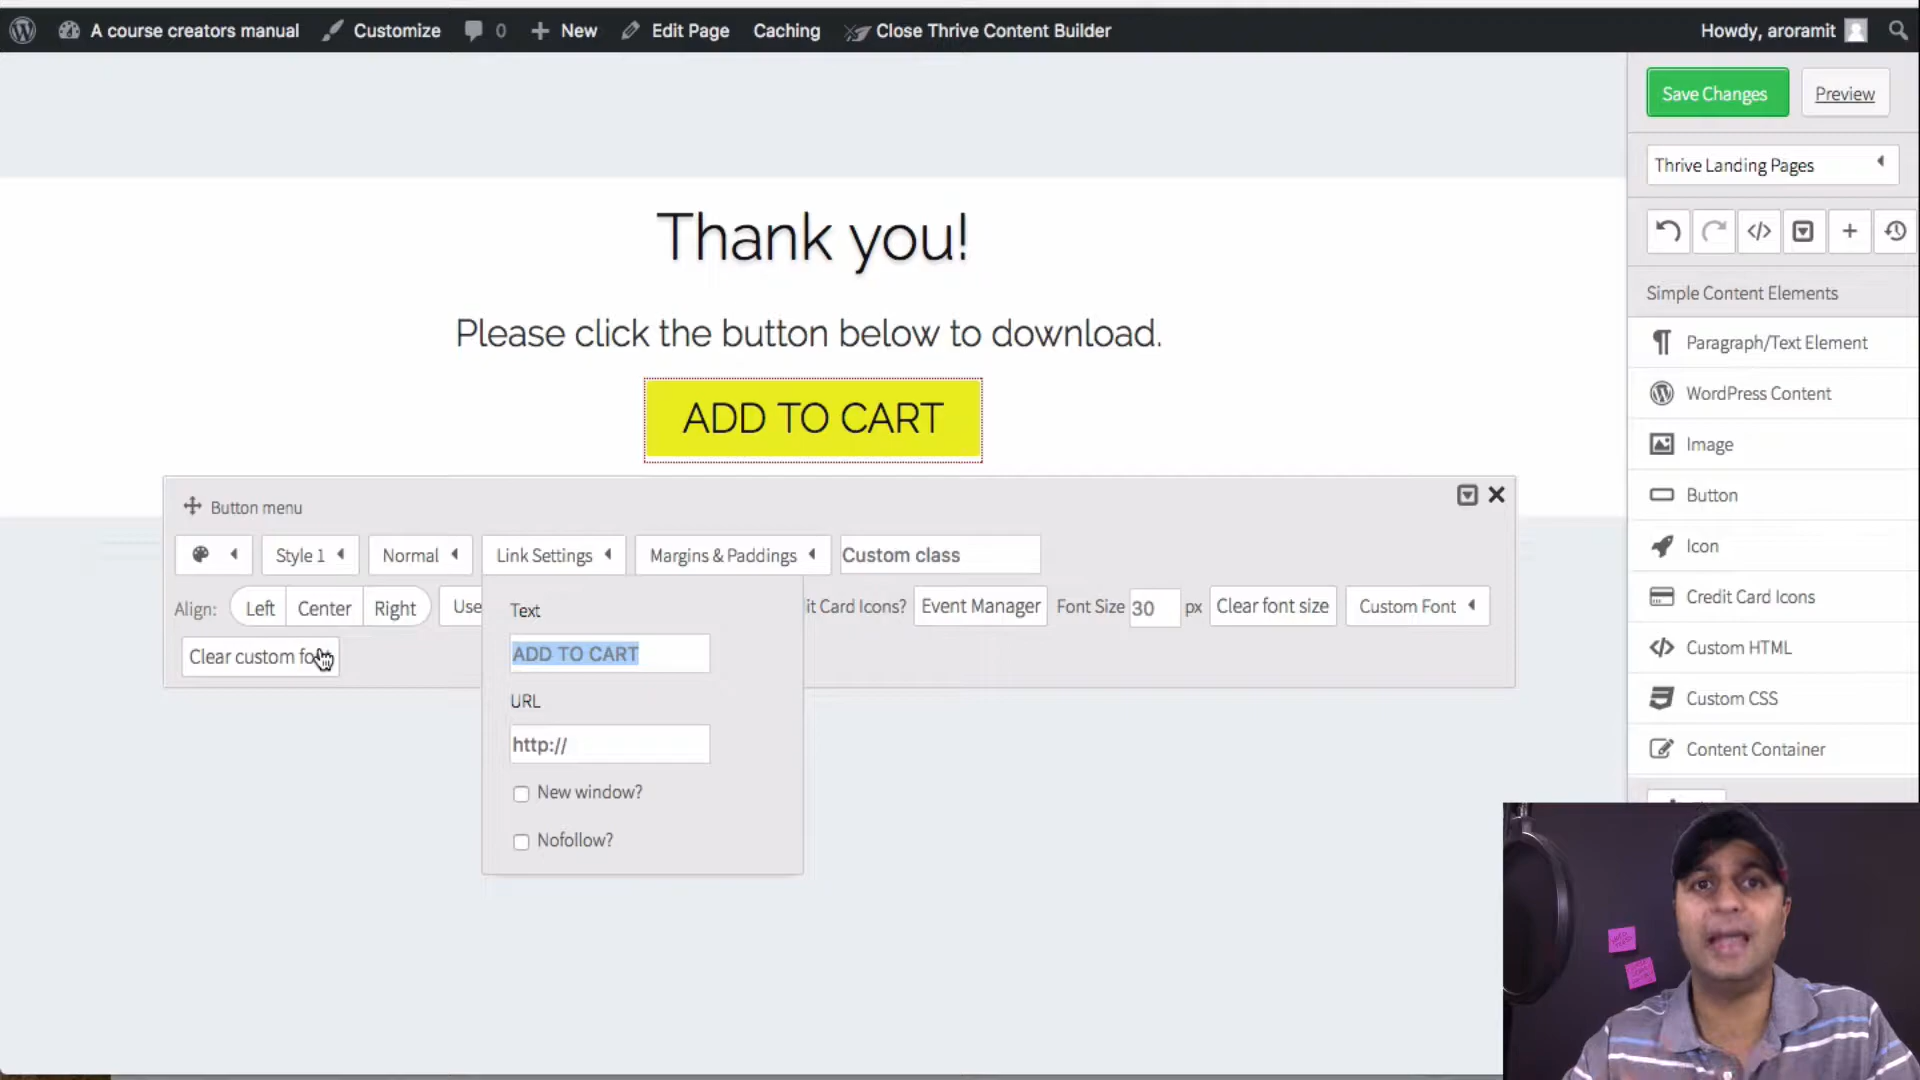 A course creators manual Customize 0 New Edit Page Caching Close Thrive Content Builder Howdy, aroramit
Save Changes Preview
Thrive Landing Pages
Thank you!
Please click the button below to download.
ADD TO CART
</>
Simple Content Elements
Paragraph/Text Element
WordPress Content
Image
Button
Icon
Credit Card Icons
Custom HTML
Custom CSS
Content Container
Button menu
Style 1 Normal Link Settings Margins & Paddings Custom class
Align: Left Center Right Use it Card Icons? Event Manager Font Size 30 px Clear font size Custom Font
Clear custom fo
Text
ADD TO CART
URL
http://
New window?
Nofollow?